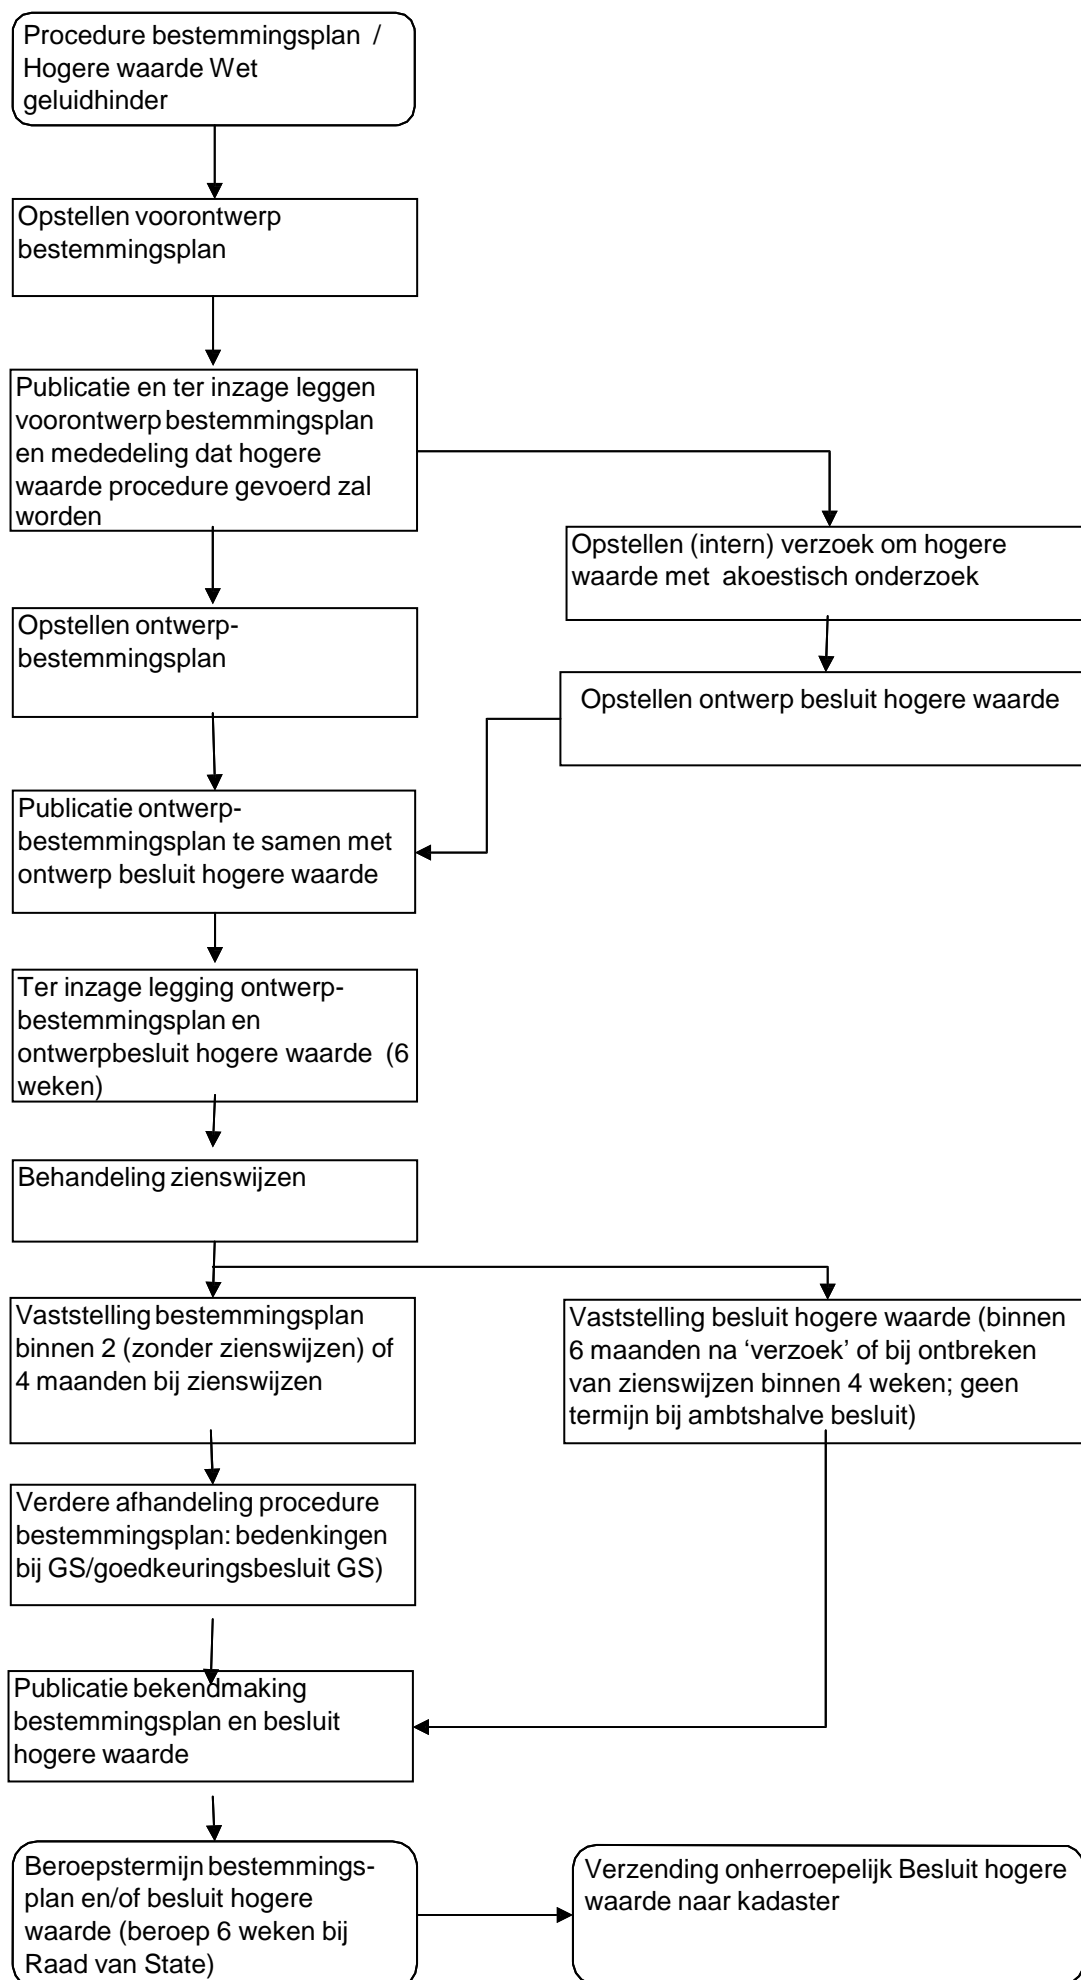 Procedure bestemmingsplan /
Hogere waarde Wet
geluidhinder
Opstellen voorontwerp
bestemmingsplan
Publicatie en ter inzage leggen
voorontwerp bestemmingsplan
en mededeling dat hogere
waarde procedure gevoerd zal
worden
Opstellen (intern) verzoek om hogere
waarde met akoestisch onderzoek
Opstellen ontwerp-
bestemmingsplan
Opstellen ontwerp besluit hogere waarde
Publicatie ontwerp-
bestemmingsplan te samen met
ontwerp besluit hogere waarde
Ter inzage legging ontwerp-
bestemmingsplan en
ontwerpbesluit hogere waarde (6
weken)
Behandeling zienswijzen
Vaststelling bestemmingsplan
binnen 2 (zonder zienswijzen) of
4 maanden bij zienswijzen
Vaststelling besluit hogere waarde (binnen
6 maanden na ‘verzoek’ of bij ontbreken
van zienswijzen binnen 4 weken; geen
termijn bij ambtshalve besluit)
Verdere afhandeling procedure
bestemmingsplan: bedenkingen
bij GS/goedkeuringsbesluit GS)
Publicatie bekendmaking
bestemmingsplan en besluit
hogere waarde
Beroepstermijn bestemmings-
plan en/of besluit hogere
waarde (beroep 6 weken bij
Raad van State)
Verzending onherroepelijk Besluit hogere
waarde naar kadaster